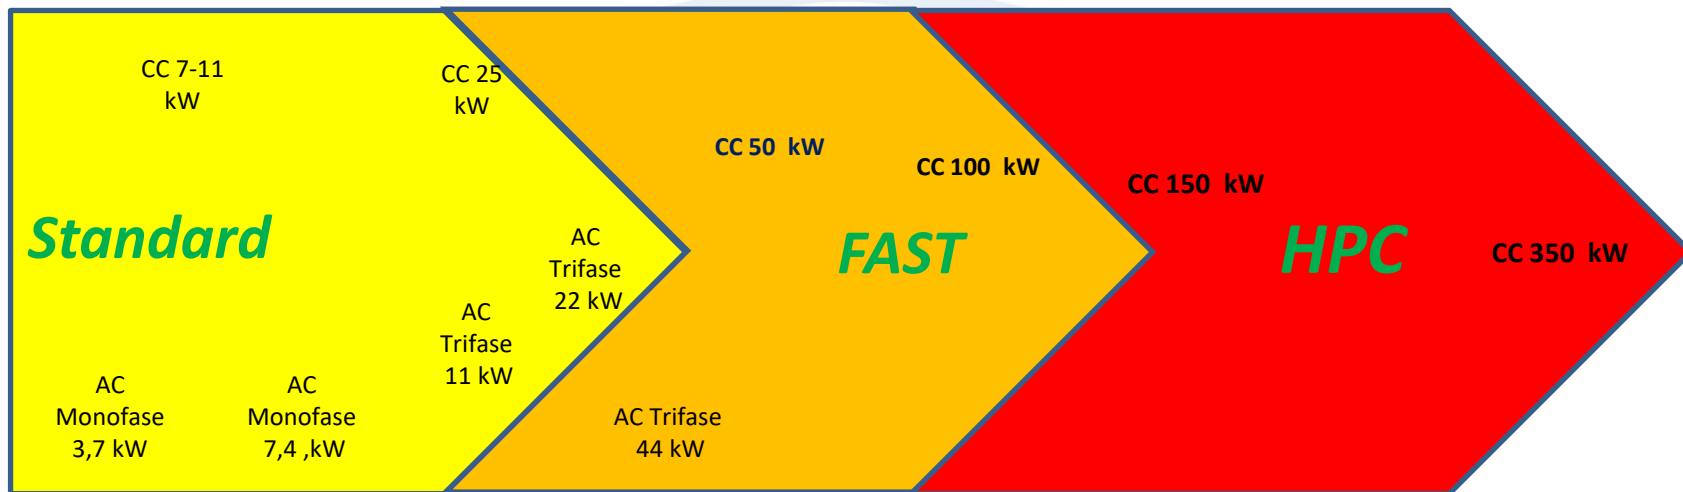 CC 7-11
kW
CC 25
kW
Standard
AC
Trifase
22 kW
AC
Trifase
11 kW
AC
Monofase
3,7 kW
AC
Monofase
7,4 ,kW
CC 50 kW
CC 100 kW
FAST
AC Trifase
44 kW
CC 150 kW
HPC
CC 350 kW